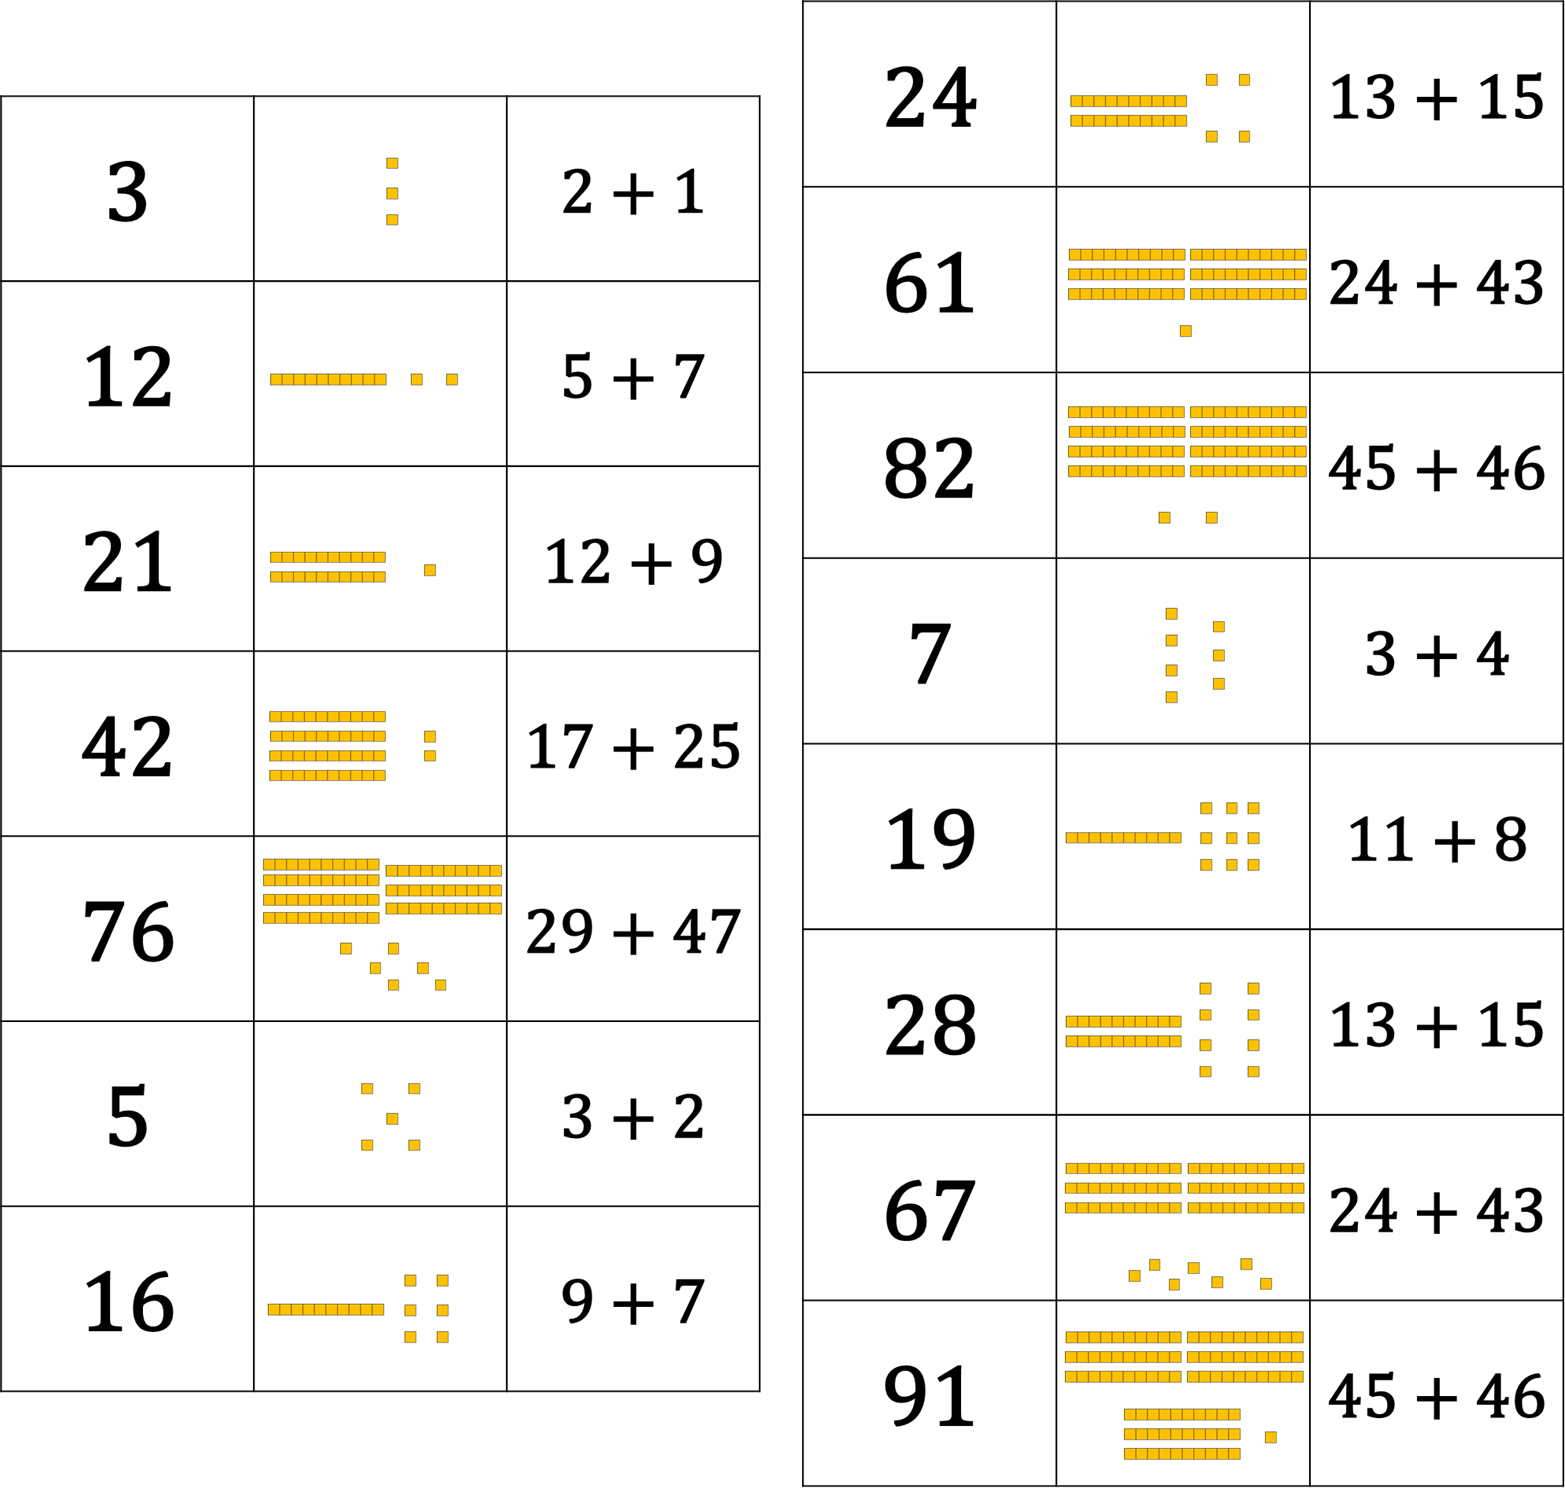 3 2 + 1
12 5 + 7
21 12 + 9
42 17 + 25
76 29 + 47
5 3 + 2
16 9 + 7
24 13 + 15
61 24 + 43
82 45 + 46
7 3 + 4
19 11 + 8
28 13 + 15
67 24 + 43
91 45 + 46